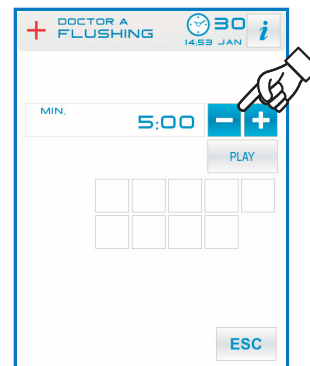 DOCTOR A
FLUSHING
30
14:53 JAN
i
MIN.
5:00
- +
PLAY
ESC